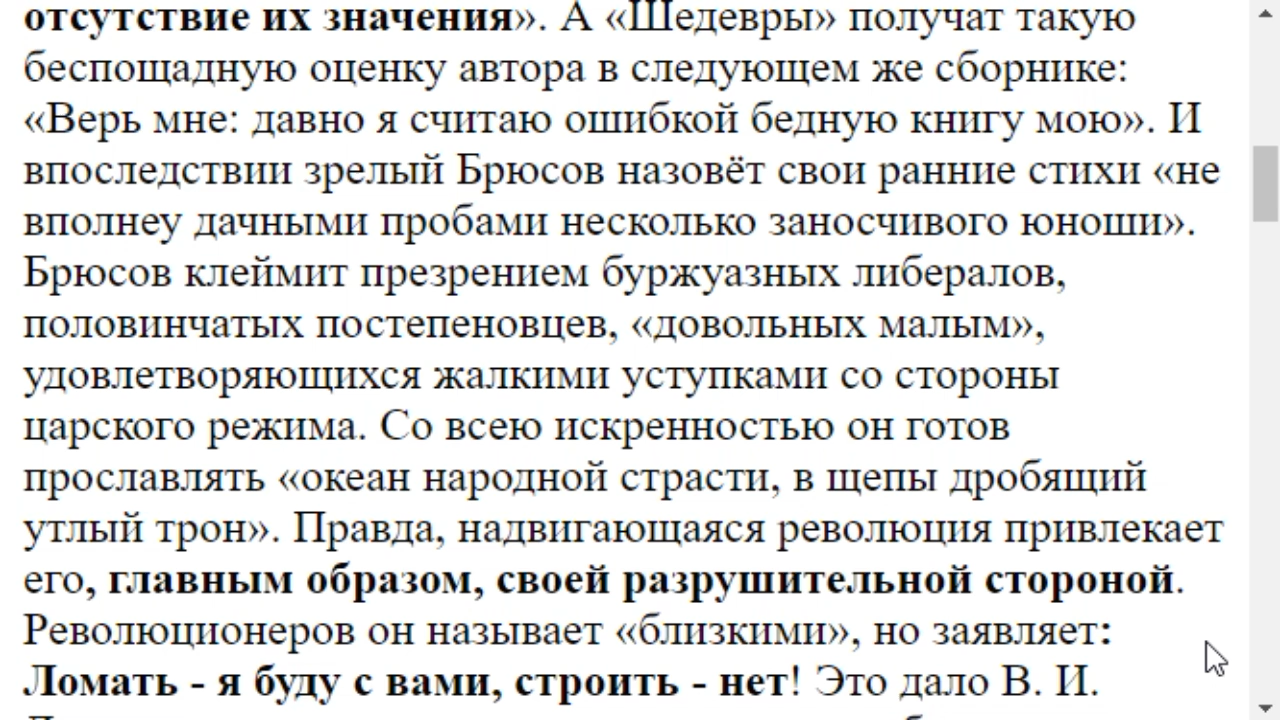 отсутствие их значения». А «Шедевры» получат такую
беспощадную оценку автора в следующем же сборнике:
«Верь мне: давно я считаю ошибкой бедную книгу мою». И
впоследствии зрелый Брюсов назовёт свои ранние стихи «не
вполнеу дачными пробами несколько заносчивого юноши».
Брюсов клеймит презрением буржуазных либералов,
половинчатых постепеновцев, «довольных малым»,
удовлетворяющихся жалкими уступками со стороны
царского режима. Со всею искренностью он готов
прославлять «океан народной страсти, в щепы дробящий
утлый трон». Правда, надвигающаяся революция привлекает
его, главным образом, своей разрушительной стороной.
Революционеров он называет «близкими», но заявляет:
Ломать - я буду с вами, строить - нет! Это дало В. И.